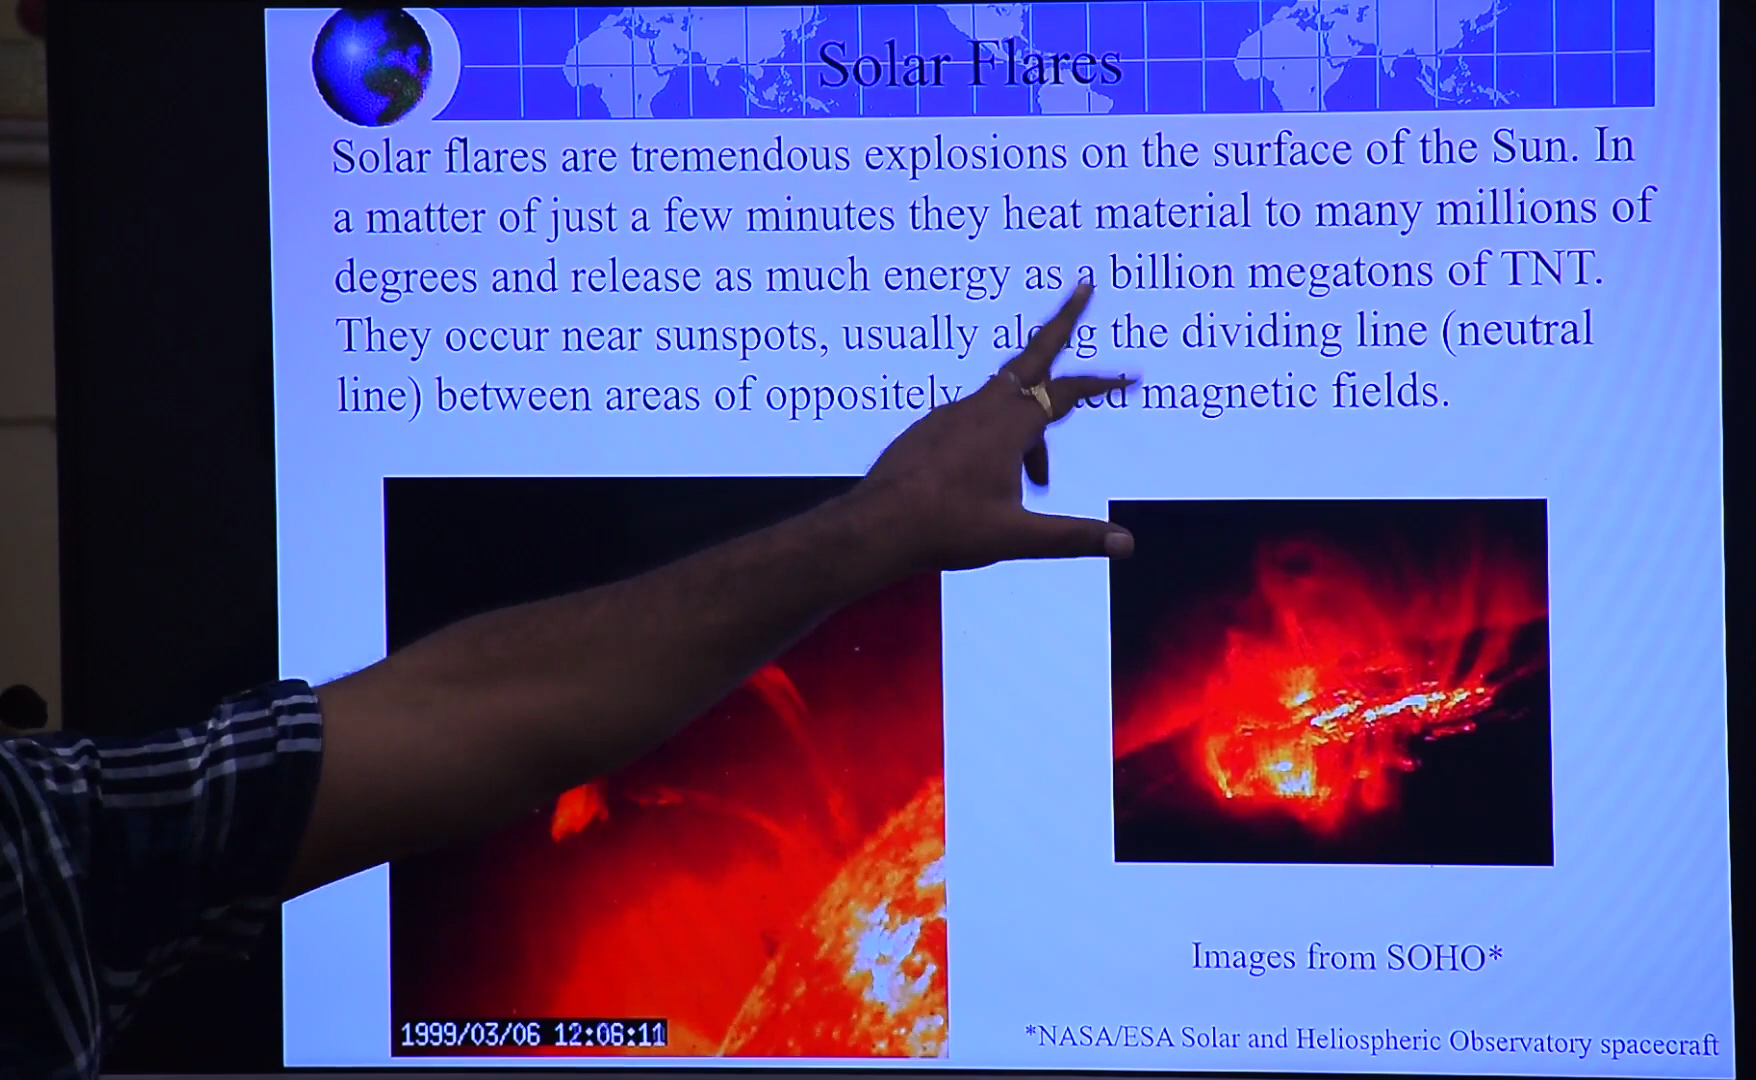 Solar Flares
Solar flares are tremendous explosions on the surface of the Sun. In
a matter of just a few minutes they heat material to many millions of
degrees and release as much energy as a billion megatons of TNT.
They occur near sunspots, usually along the dividing line (neutral
line) between areas of oppositely magnetic fields.
Images from SOHO*
1999/03/06 12:06:11
*NASA/ESA Solar and Heliospheric Observatory spacecraft